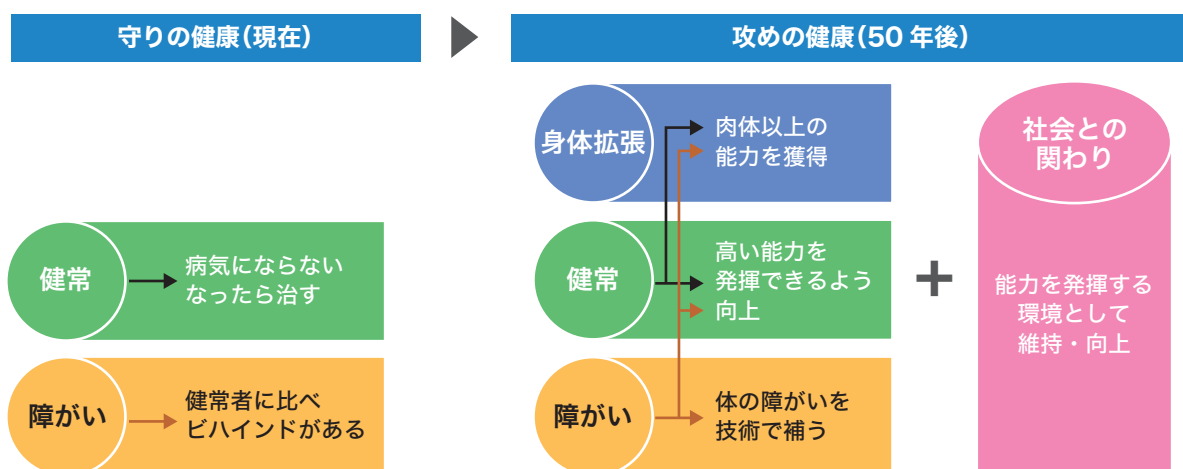 守りの健康(現在)
攻めの健康(50 年後)
健常
病気にならない
なったら治す
障がい
健常者に比べ
ビハインドがある
身体拡張
肉体以上の
能力を獲得
健常
高い能力を
発揮できるよう
向上
障がい
体の障がいを
技術で補う
+
社会との
関わり
能力を発揮する
環境として
維持・向上